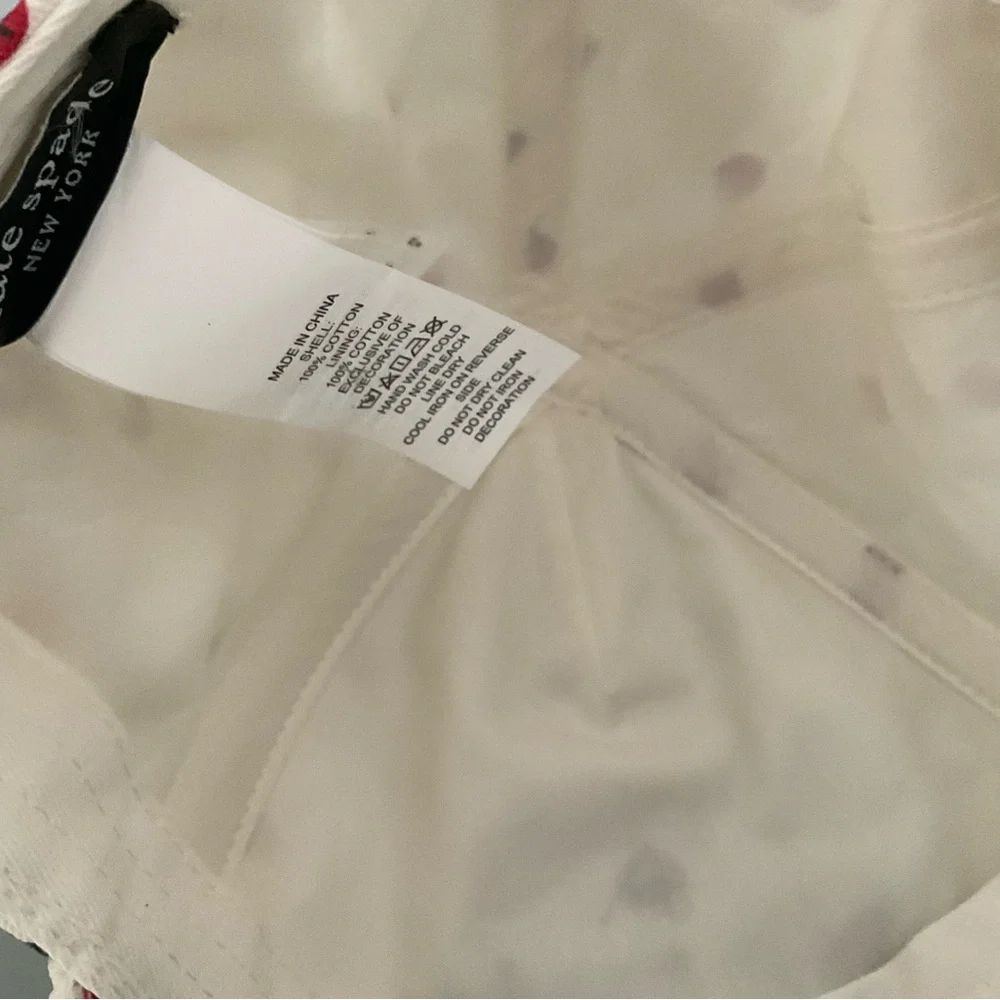 kate spade
NEW YORK
MADE IN CHINA
SHELL:
100% COTTON
LINING:
100% COTTON
EXCLUSIVE OF
DECORATION
HAND WASH COLD
DO NOT BLEACH
LINE DRY
COOL IRON ON REVERSE
SIDE
DO NOT DRY CLEAN
DO NOT IRON
DECORATION